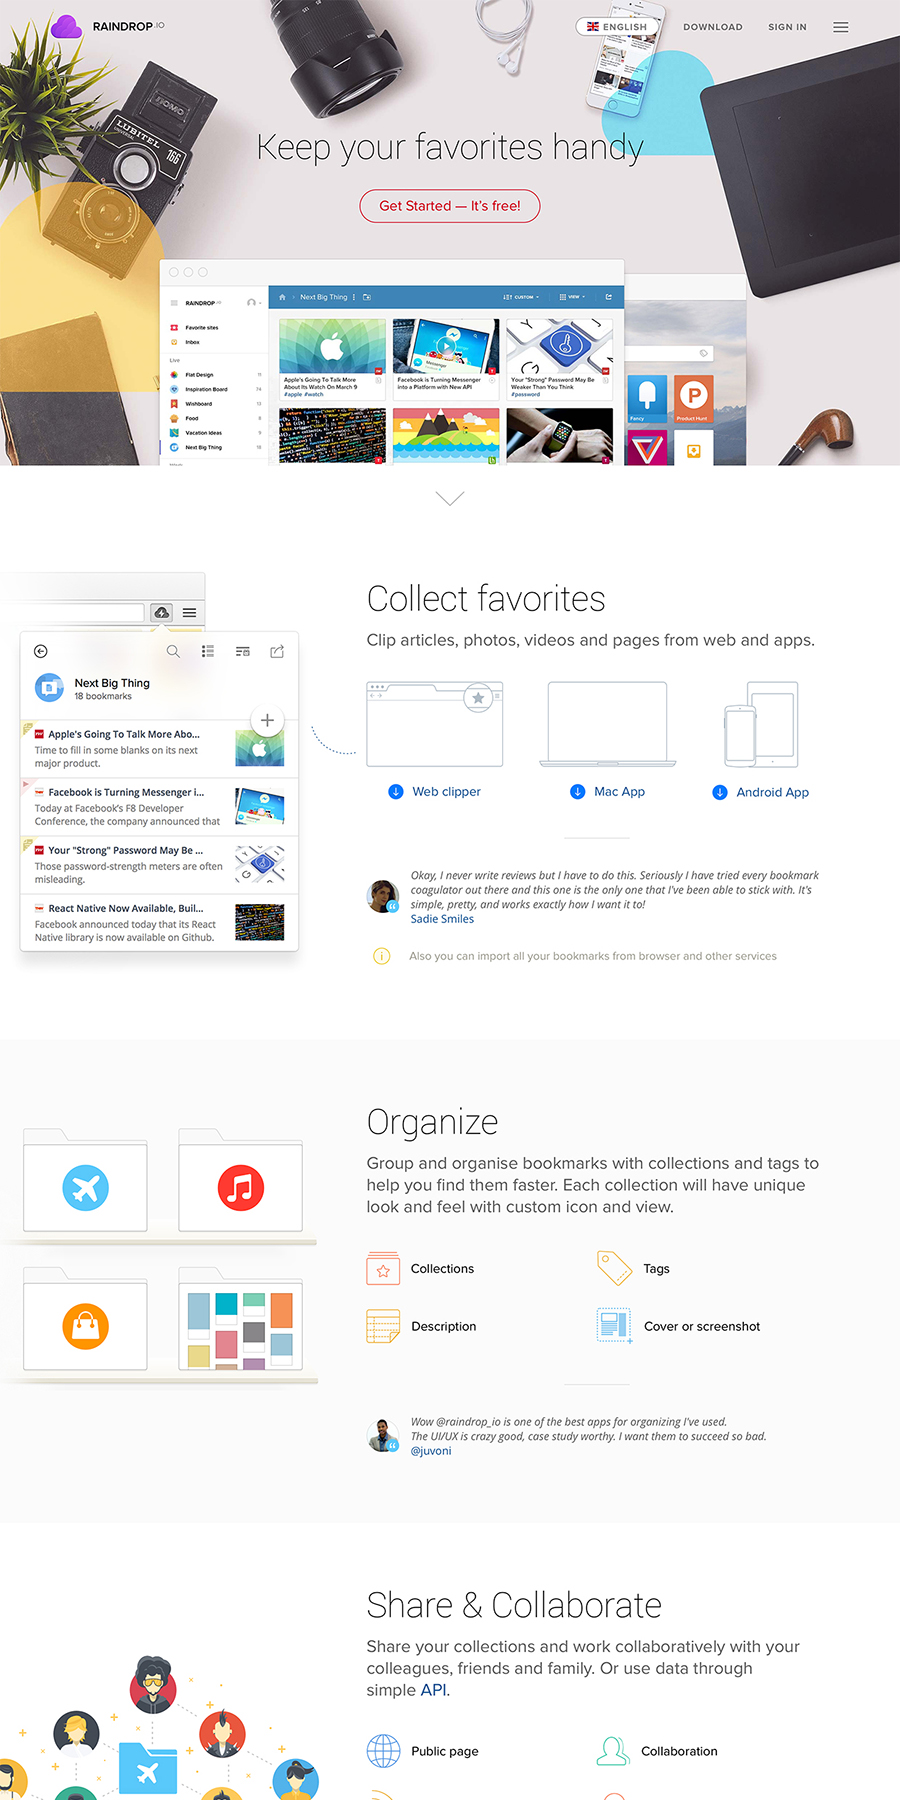 RAINDROP.IO
ENGLISH
DOWNLOAD
SIGN IN
LUBITEL
UNIVERSAL
166
Keep your favorites handy
Get Started — It's free!
RAINDROP.IO
Favorite sites
Inbox
Live
Flat Design 11
Inspiration Board 74
Wishboard 13
Food 8
Vacation Ideas 9
Next Big Thing 18
Next Big Thing
CUSTOM
VIEW
Apple's Going To Talk More
About Its Watch On March 9
#apple #watch
Facebook is Turning Messenger
into a Platform with New API
Your "Strong" Password May Be
Weaker Than You Think
#password
Fancy
Product Hunt
Collect favorites
Clip articles, photos, videos and pages from web and apps.
Next Big Thing
18 bookmarks
Apple's Going To Talk More Abo...
Time to fill in some blanks on its next
major product.
Facebook is Turning Messenger i...
Today at Facebook's F8 Developer
Conference, the company announced that
Your "Strong" Password May Be ...
Those password-strength meters are often
misleading.
React Native Now Available, Buil...
Facebook announced today that its React
Native library is now available on Github.
Web clipper
Mac App
Android App
Okay, I never write reviews but I have to do this. Seriously I have tried every bookmark
coagulator out there and this one is the only one that I've been able to stick with. It's
simple, pretty, and works exactly how I want it to!
Sadie Smiles
Also you can import all your bookmarks from browser and other services
Organize
Group and organise bookmarks with collections and tags to
help you find them faster. Each collection will have unique
look and feel with custom icon and view.
Collections
Tags
Description
Cover or screenshot
Wow @raindrop_io is one of the best apps for organizing I've used.
The UI/UX is crazy good, case study worthy. I want them to succeed so bad.
@juvoni
Share & Collaborate
Share your collections and work collaboratively with your
colleagues, friends and family. Or use data through
simple API.
Public page
Collaboration